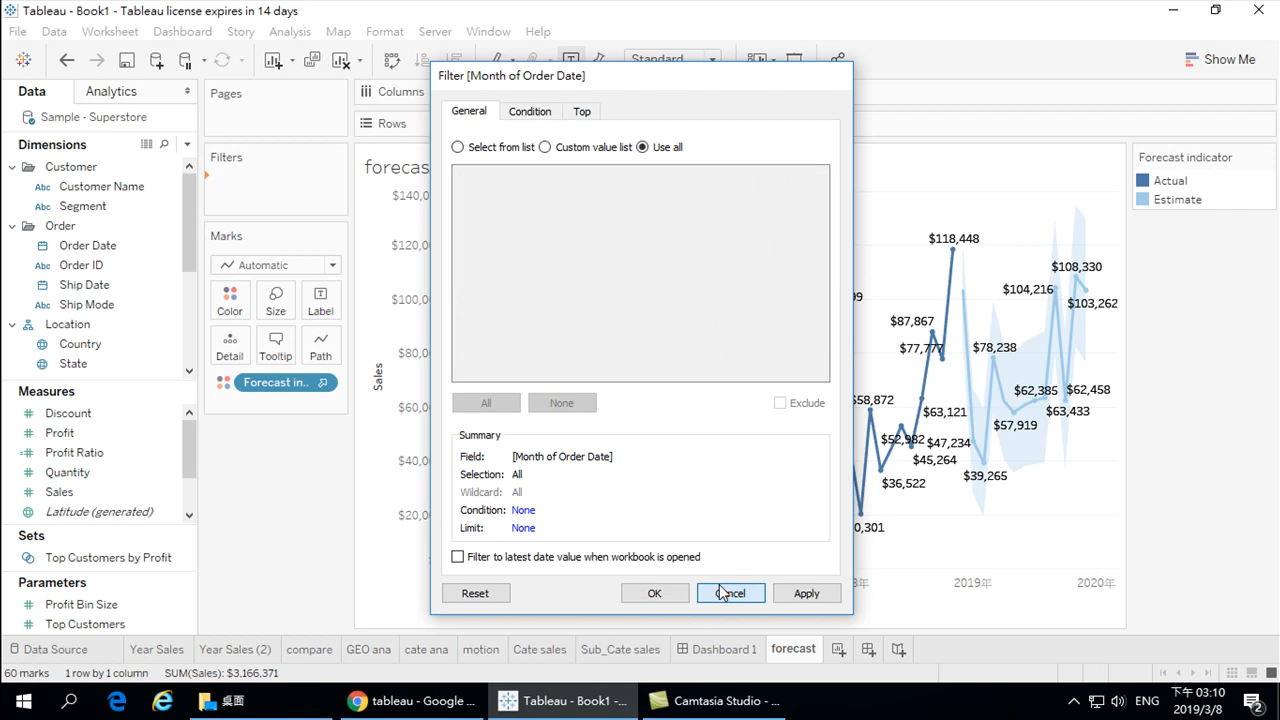 Tableau - Book1 - Tableau license expires in 14 days
File Data Worksheet Dashboard Story Analysis Map Format Server Window Help
Standard
Show Me
Data Analytics
Sample - Superstore
Dimensions
Customer
Abc Customer Name
Abc Segment
Order
Order Date
Abc Order ID
Ship Date
Abc Ship Mode
Location
Country
State
Measures
Discount
Profit
Profit Ratio
Quantity
Sales
Latitude (generated)
Sets
Top Customers by Profit
Parameters
Profit Bin Size
Top Customers
Pages
Filters
Marks
Automatic
Color Size Label
Detail Tooltip Path
Forecast in..
Columns
Rows
forecas
Sales
$140,0
$120,0
$100,0
$80,0
$60,0
$40,0
$20,0
Filter [Month of Order Date]
General Condition Top
Select from list Custom value list Use all
All None Exclude
Summary
Field: [Month of Order Date]
Selection: All
Wildcard: All
Condition: None
Limit: None
Filter to latest date value when workbook is opened
Reset OK Cancel Apply
$118,448
99
$87,867
$77,777
58,872
$52,982
$63,121
$47,234
$45,264
$36,522
0,301
$108,330
$104,216
$103,262
$78,238
$62,385
$62,458
$63,433
$57,919
$39,265
8年 2019年 2020年
Forecast indicator
Actual
Estimate
Data Source Year Sales Year Sales (2) compare GEO ana cate ana motion Cate sales Sub_Cate sales Dashboard 1 forecast
60 marks 1 row by 1 column SUM(Sales): $3,166,371
桌面 tableau - Google ... Tableau - Book1 -... Camtasia Studio - ...
ENG
下午 03:10
2019/3/8
2